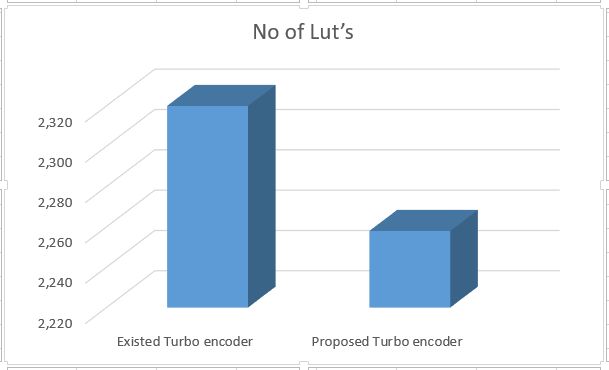 No of Lut’s
2,320
2,300
2,280
2,260
2,240
2,220
Existed Turbo encoder
Proposed Turbo encoder